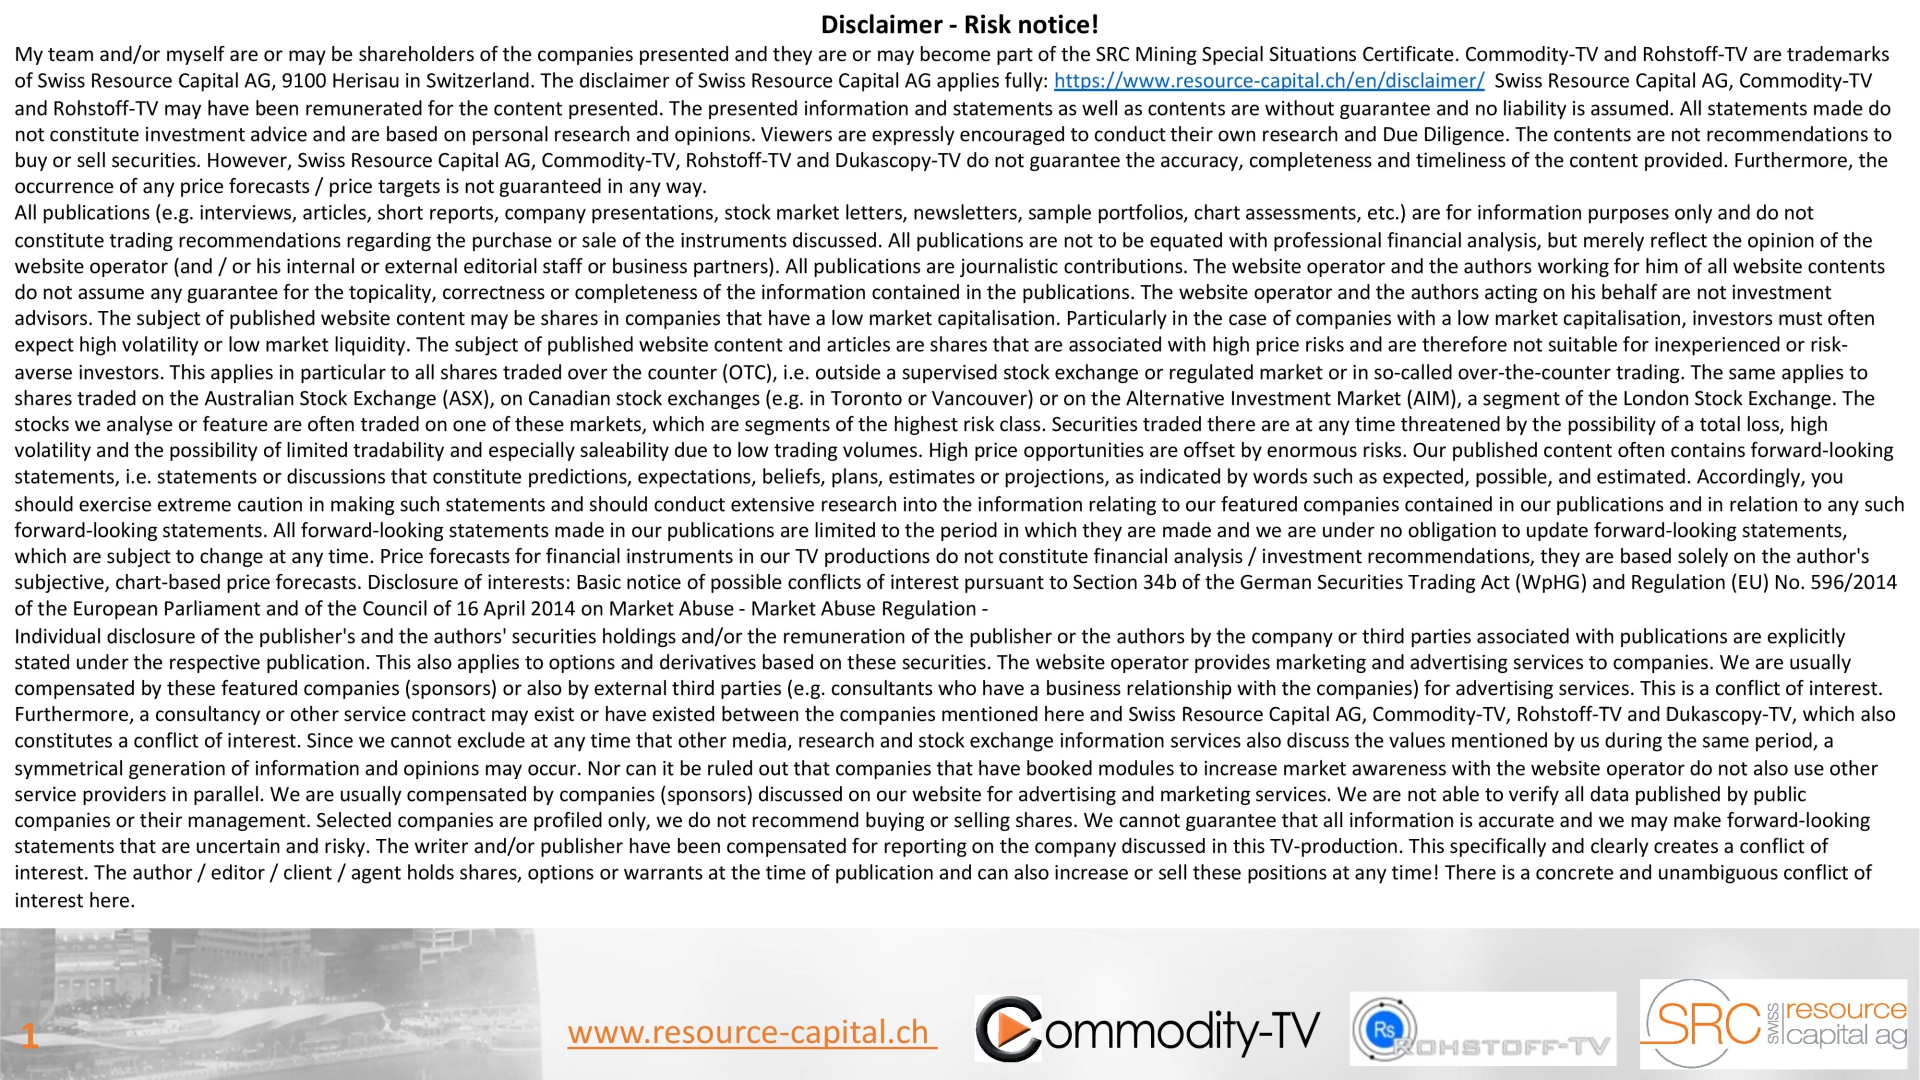 Disclaimer - Risk notice!
My team and/or myself are or may be shareholders of the companies presented and they are or may become part of the SRC Mining Special Situations Certificate. Commodity-TV and Rohstoff-TV are trademarks
of Swiss Resource Capital AG, 9100 Herisau in Switzerland. The disclaimer of Swiss Resource Capital AG applies fully: https://www.resource-capital.ch/en/disclaimer/ Swiss Resource Capital AG, Commodity-TV
and Rohstoff-TV may have been remunerated for the content presented. The presented information and statements as well as contents are without guarantee and no liability is assumed. All statements made do
not constitute investment advice and are based on personal research and opinions. Viewers are expressly encouraged to conduct their own research and Due Diligence. The contents are not recommendations to
buy or sell securities. However, Swiss Resource Capital AG, Commodity-TV, Rohstoff-TV and Dukascopy-TV do not guarantee the accuracy, completeness and timeliness of the content provided. Furthermore, the
occurrence of any price forecasts / price targets is not guaranteed in any way.
All publications (e.g. interviews, articles, short reports, company presentations, stock market letters, newsletters, sample portfolios, chart assessments, etc.) are for information purposes only and do not
constitute trading recommendations regarding the purchase or sale of the instruments discussed. All publications are not to be equated with professional financial analysis, but merely reflect the opinion of the
website operator (and / or his internal or external editorial staff or business partners). All publications are journalistic contributions. The website operator and the authors working for him of all website contents
do not assume any guarantee for the topicality, correctness or completeness of the information contained in the publications. The website operator and the authors acting on his behalf are not investment
advisors. The subject of published website content may be shares in companies that have a low market capitalisation. Particularly in the case of companies with a low market capitalisation, investors must often
expect high volatility or low market liquidity. The subject of published website content and articles are shares that are associated with high price risks and are therefore not suitable for inexperienced or risk-
averse investors. This applies in particular to all shares traded over the counter (OTC), i.e. outside a supervised stock exchange or regulated market or in so-called over-the-counter trading. The same applies to
shares traded on the Australian Stock Exchange (ASX), on Canadian stock exchanges (e.g. in Toronto or Vancouver) or on the Alternative Investment Market (AIM), a segment of the London Stock Exchange. The
stocks we analyse or feature are often traded on one of these markets, which are segments of the highest risk class. Securities traded there are at any time threatened by the possibility of a total loss, high
volatility and the possibility of limited tradability and especially saleability due to low trading volumes. High price opportunities are offset by enormous risks. Our published content often contains forward-looking
statements, i.e. statements or discussions that constitute predictions, expectations, beliefs, plans, estimates or projections, as indicated by words such as expected, possible, and estimated. Accordingly, you
should exercise extreme caution in making such statements and should conduct extensive research into the information relating to our featured companies contained in our publications and in relation to any such
forward-looking statements. All forward-looking statements made in our publications are limited to the period in which they are made and we are under no obligation to update forward-looking statements,
which are subject to change at any time. Price forecasts for financial instruments in our TV productions do not constitute financial analysis / investment recommendations, they are based solely on the author's
subjective, chart-based price forecasts. Disclosure of interests: Basic notice of possible conflicts of interest pursuant to Section 34b of the German Securities Trading Act (WpHG) and Regulation (EU) No. 596/2014
of the European Parliament and of the Council of 16 April 2014 on Market Abuse - Market Abuse Regulation -
Individual disclosure of the publisher's and the authors' securities holdings and/or the remuneration of the publisher or the authors by the company or third parties associated with publications are explicitly
stated under the respective publication. This also applies to options and derivatives based on these securities. The website operator provides marketing and advertising services to companies. We are usually
compensated by these featured companies (sponsors) or also by external third parties (e.g. consultants who have a business relationship with the companies) for advertising services. This is a conflict of interest.
Furthermore, a consultancy or other service contract may exist or have existed between the companies mentioned here and Swiss Resource Capital AG, Commodity-TV, Rohstoff-TV and Dukascopy-TV, which also
constitutes a conflict of interest. Since we cannot exclude at any time that other media, research and stock exchange information services also discuss the values mentioned by us during the same period, a
symmetrical generation of information and opinions may occur. Nor can it be ruled out that companies that have booked modules to increase market awareness with the website operator do not also use other
service providers in parallel. We are usually compensated by companies (sponsors) discussed on our website for advertising and marketing services. We are not able to verify all data published by public
companies or their management. Selected companies are profiled only, we do not recommend buying or selling shares. We cannot guarantee that all information is accurate and we may make forward-looking
statements that are uncertain and risky. The writer and/or publisher have been compensated for reporting on the company discussed in this TV-production. This specifically and clearly creates a conflict of
interest. The author / editor / client / agent holds shares, options or warrants at the time of publication and can also increase or sell these positions at any time! There is a concrete and unambiguous conflict of
interest here.
1
www.resource-capital.ch
Commodity-TV
Rs
ROHSTOFF-TV
SRC
SWISS
resource
capital ag